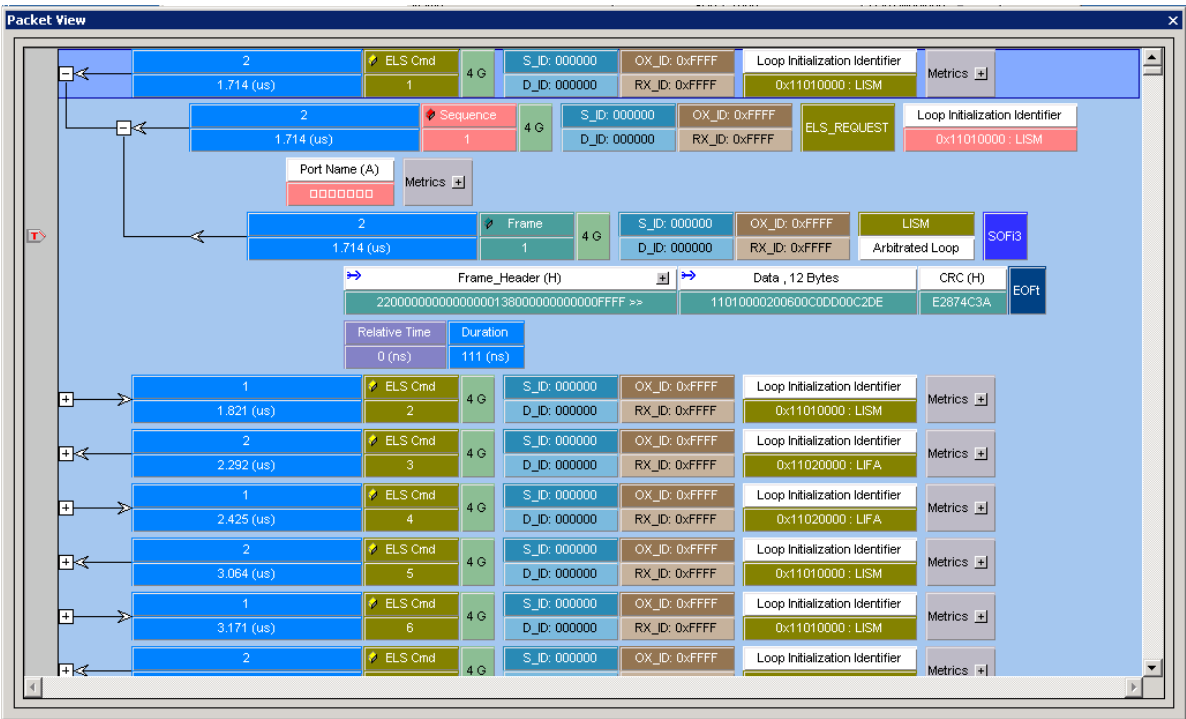 Packet View
2 ELS Cmd 4 G S_ID: 000000 OX_ID: 0xFFFF Loop Initialization Identifier Metrics
1.714 (us) 1 D_ID: 000000 RX_ID: 0xFFFF 0x11010000 : LISM
2 Sequence 4 G S_ID: 000000 OX_ID: 0xFFFF ELS_REQUEST Loop Initialization Identifier
1.714 (us) 1 D_ID: 000000 RX_ID: 0xFFFF 0x11010000 : LISM
Port Name (A) Metrics
▯▯▯▯▯▯▯
T
2 Frame 4 G S_ID: 000000 OX_ID: 0xFFFF LISM SOFi3
1.714 (us) 1 D_ID: 000000 RX_ID: 0xFFFF Arbitrated Loop
Frame_Header (H) Data , 12 Bytes CRC (H) EOFt
11010000200600C0DD00C2DE E2874C3A
Relative Time Duration
0 (ns) 111 (ns)
1 ELS Cmd 4 G S_ID: 000000 OX_ID: 0xFFFF Loop Initialization Identifier Metrics
1.821 (us) 2 D_ID: 000000 RX_ID: 0xFFFF 0x11010000 : LISM
2 ELS Cmd 4 G S_ID: 000000 OX_ID: 0xFFFF Loop Initialization Identifier Metrics
2.292 (us) 3 D_ID: 000000 RX_ID: 0xFFFF 0x11020000 : LIFA
1 ELS Cmd 4 G S_ID: 000000 OX_ID: 0xFFFF Loop Initialization Identifier Metrics
2.425 (us) 4 D_ID: 000000 RX_ID: 0xFFFF 0x11020000 : LIFA
2 ELS Cmd 4 G S_ID: 000000 OX_ID: 0xFFFF Loop Initialization Identifier Metrics
3.064 (us) 5 D_ID: 000000 RX_ID: 0xFFFF 0x11010000 : LISM
1 ELS Cmd 4 G S_ID: 000000 OX_ID: 0xFFFF Loop Initialization Identifier Metrics
3.171 (us) 6 D_ID: 000000 RX_ID: 0xFFFF 0x11010000 : LISM
2 ELS Cmd 4 G S_ID: 000000 OX_ID: 0xFFFF Loop Initialization Identifier Metrics